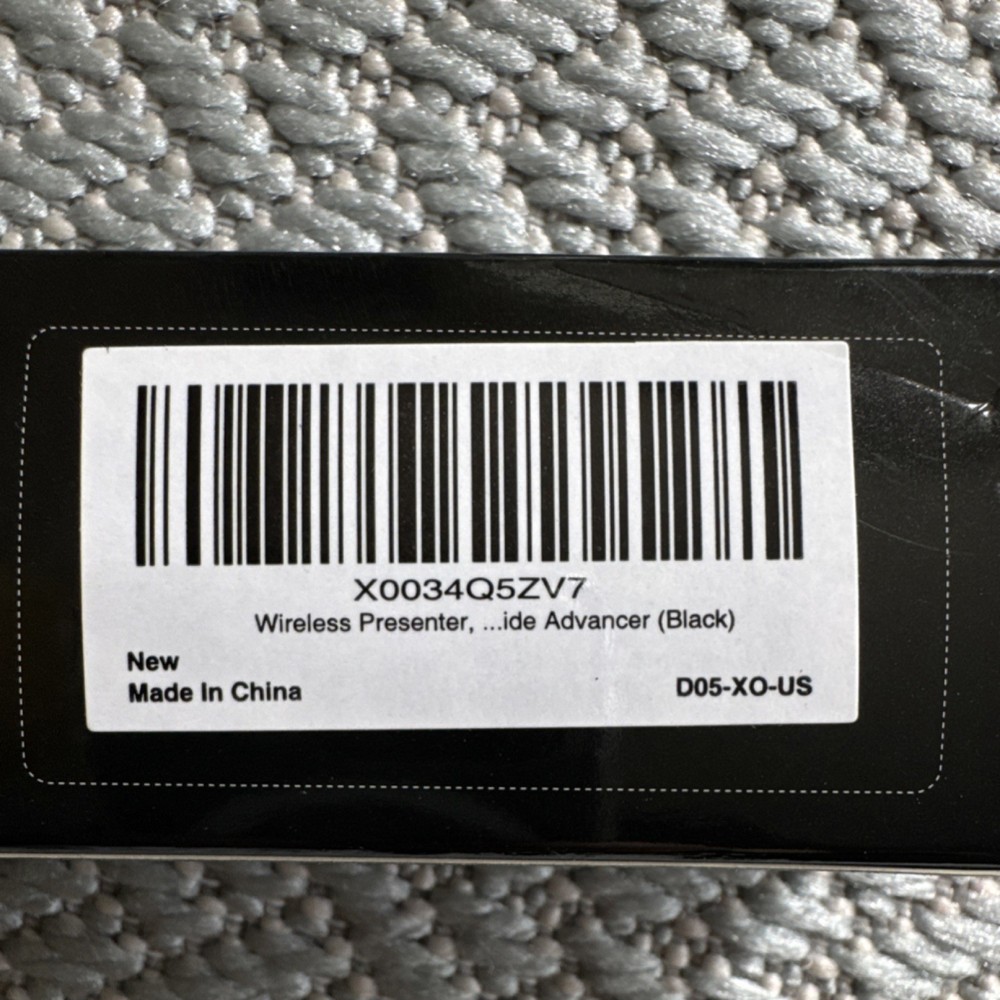 X0034Q5ZV7
Wireless Presenter, ...ide Advancer (Black)
New
Made In China
D05-XO-US